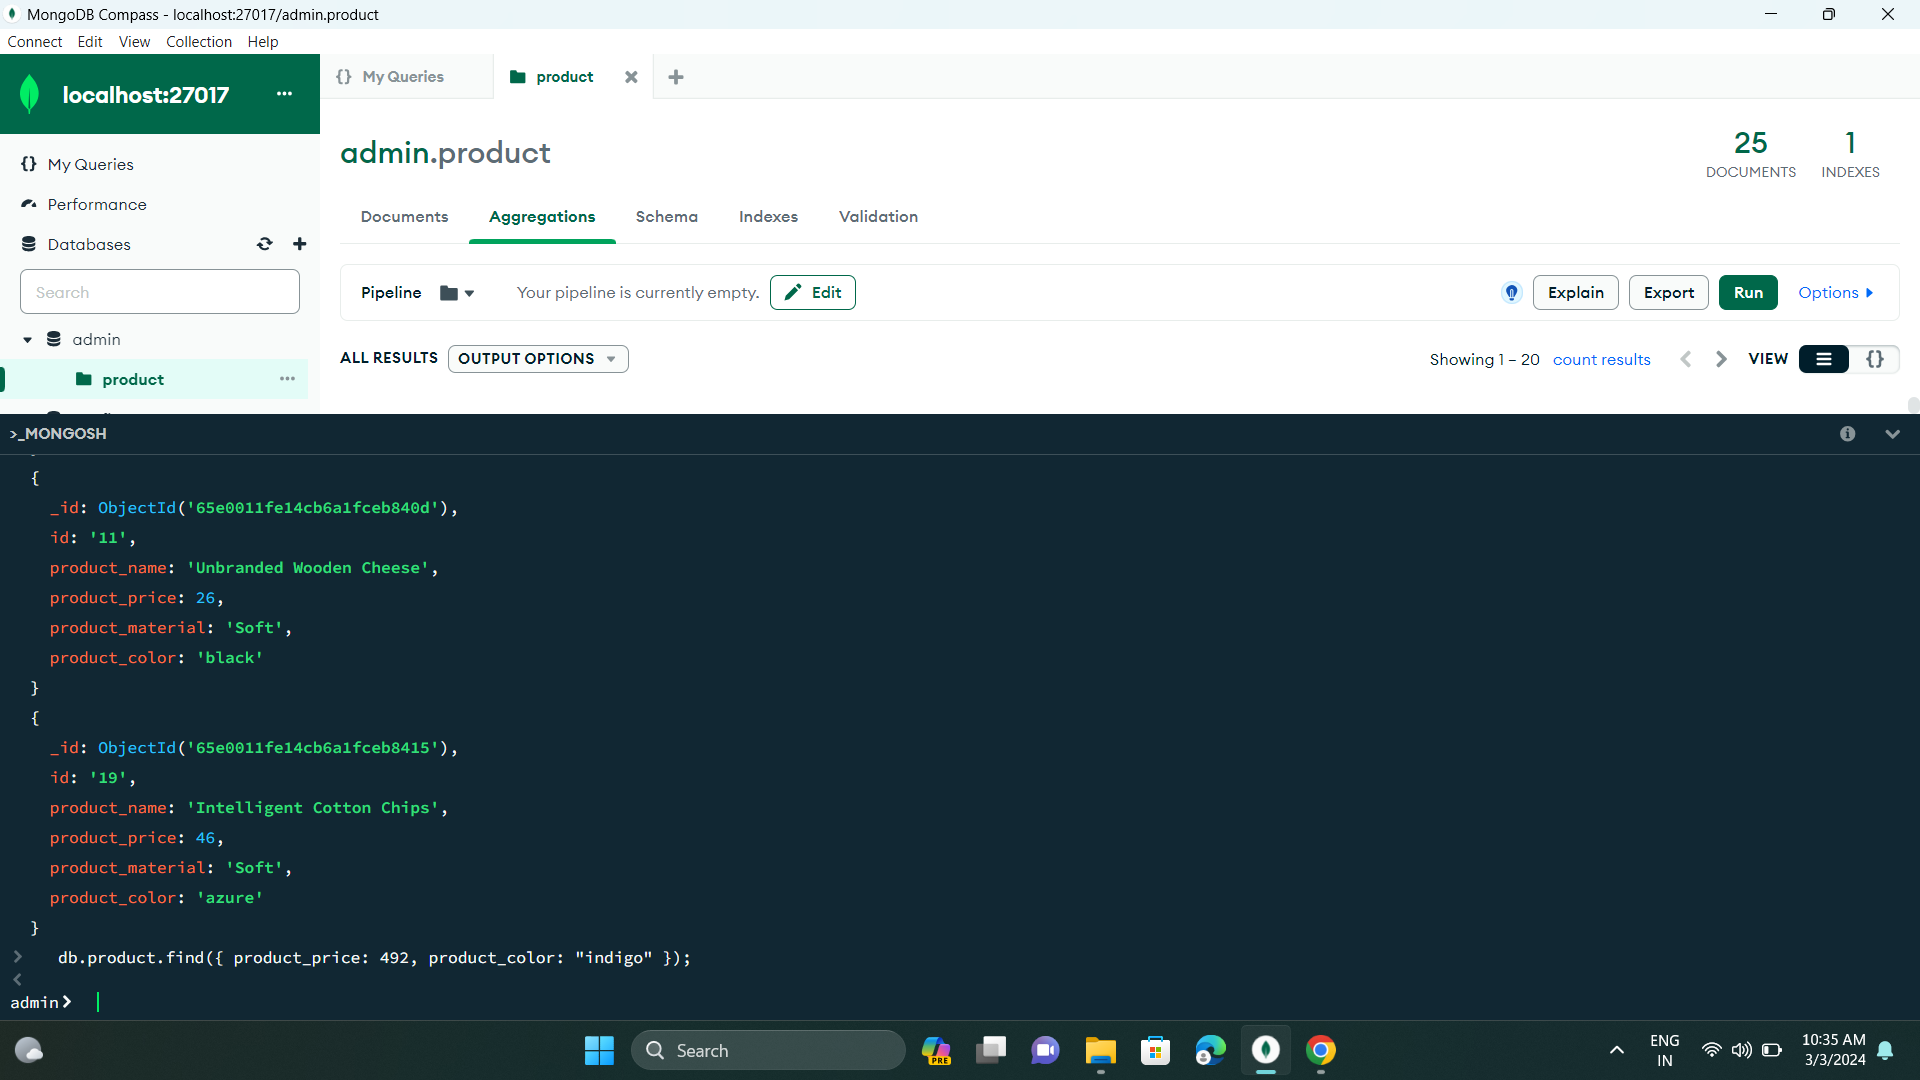 MongoDB Compass - localhost:27017/admin.product
Connect Edit View Collection Help
localhost:27017 ...
{} My Queries
product
My Queries
Performance
Databases
Search
admin
product ...
admin.product
25
DOCUMENTS
1
INDEXES
Documents Aggregations Schema Indexes Validation
Pipeline Your pipeline is currently empty. Edit Explain Export Run Options
ALL RESULTS OUTPUT OPTIONS Showing 1 – 20 count results VIEW {}
>_MONGOSH
{
_id: ObjectId('65e0011fe14cb6a1fceb840d'),
id: '11',
product_name: 'Unbranded Wooden Cheese',
product_price: 26,
product_material: 'Soft',
product_color: 'black'
}
{
_id: ObjectId('65e0011fe14cb6a1fceb8415'),
id: '19',
product_name: 'Intelligent Cotton Chips',
product_price: 46,
product_material: 'Soft',
product_color: 'azure'
}
> db.product.find({ product_price: 492, product_color: "indigo" });
<
admin>
Search
PRE
ENG
IN
10:35 AM
3/3/2024